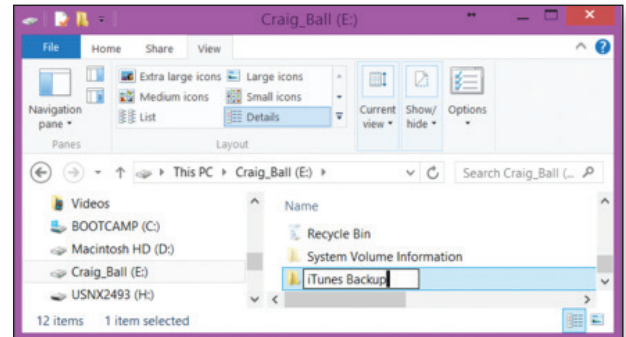 Craig_Ball (E:)
File Home Share View
Extra large icons Large icons
Medium icons Small icons
List Details
Navigation pane
Current view
Show/ hide
Options
Panes Layout
This PC Craig_Ball (E:) Search Craig_Ball (...
Videos
BOOTCAMP (C:)
Macintosh HD (D:)
Craig_Ball (E:)
USNX2493 (H:)
Name
Recycle Bin
System Volume Information
iTunes Backup
12 items 1 item selected